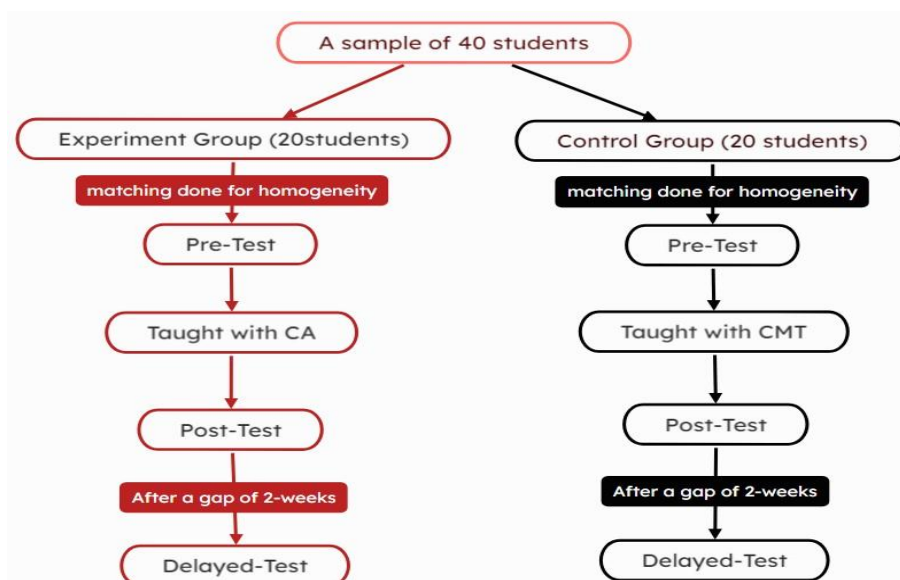 A sample of 40 students
Experiment Group (20students)
Control Group (20 students)
matching done for homogeneity
matching done for homogeneity
Pre-Test
Pre-Test
Taught with CA
Taught with CMT
Post-Test
Post-Test
After a gap of 2-weeks
After a gap of 2-weeks
Delayed-Test
Delayed-Test